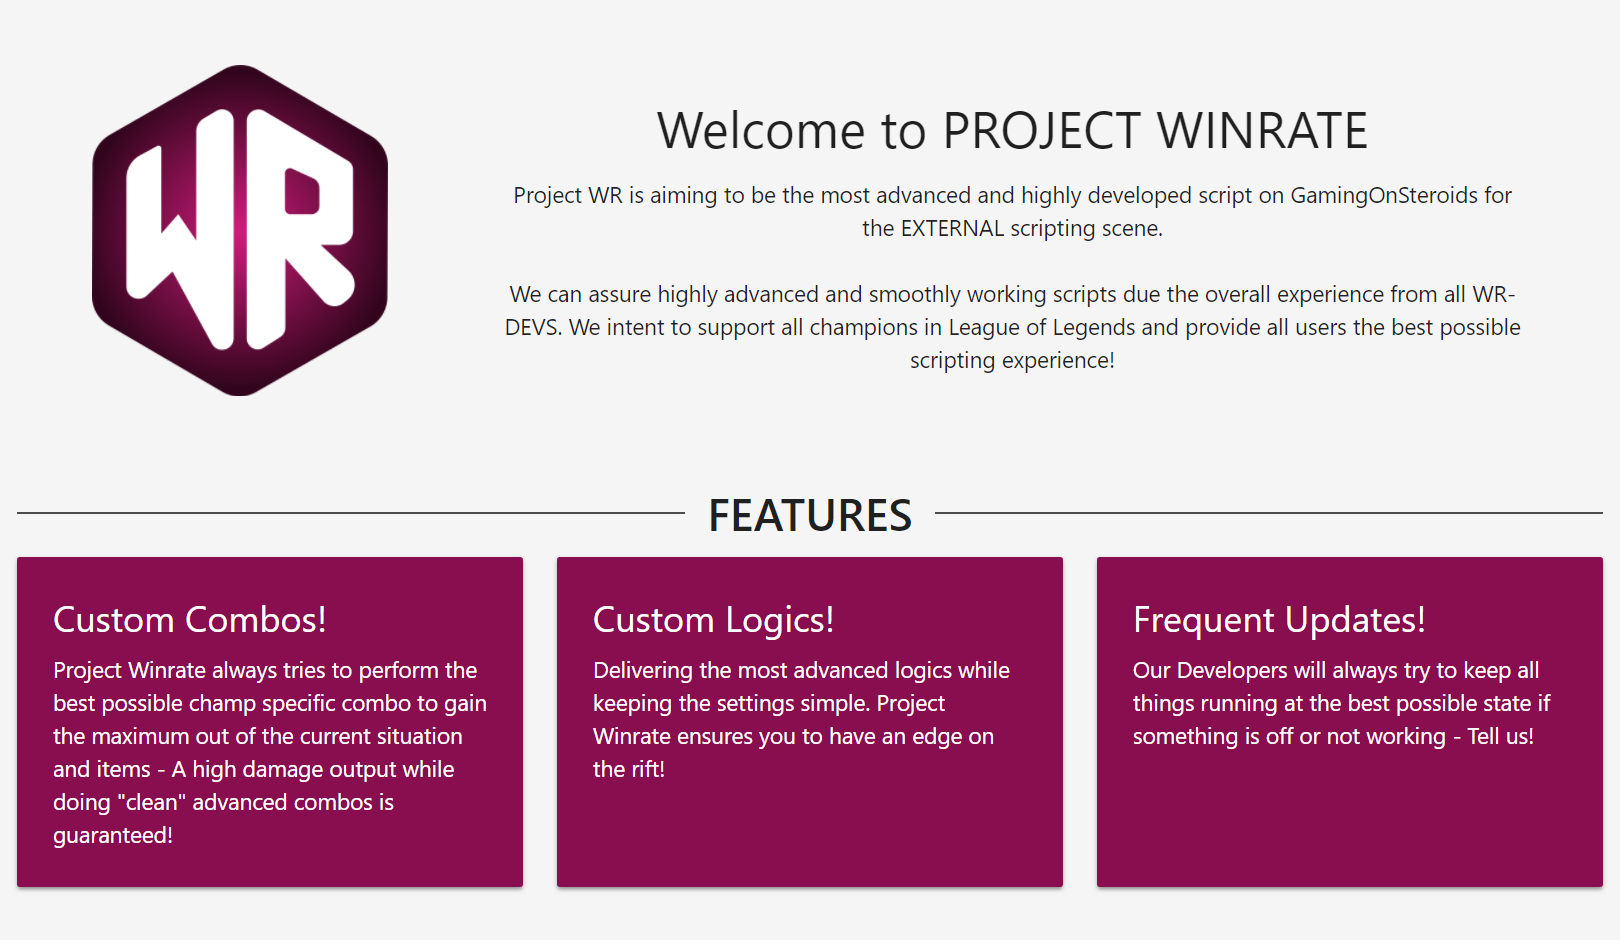 WR
Welcome to PROJECT WINRATE
Project WR is aiming to be the most advanced and highly developed script on GamingOnSteroids for
the EXTERNAL scripting scene.
We can assure highly advanced and smoothly working scripts due the overall experience from all WR-
DEVS. We intent to support all champions in League of Legends and provide all users the best possible
scripting experience!
FEATURES
Custom Combos!
Project Winrate always tries to perform the
best possible champ specific combo to gain
the maximum out of the current situation
and items - A high damage output while
doing "clean" advanced combos is
guaranteed!
Custom Logics!
Delivering the most advanced logics while
keeping the settings simple. Project
Winrate ensures you to have an edge on
the rift!
Frequent Updates!
Our Developers will always try to keep all
things running at the best possible state if
something is off or not working - Tell us!